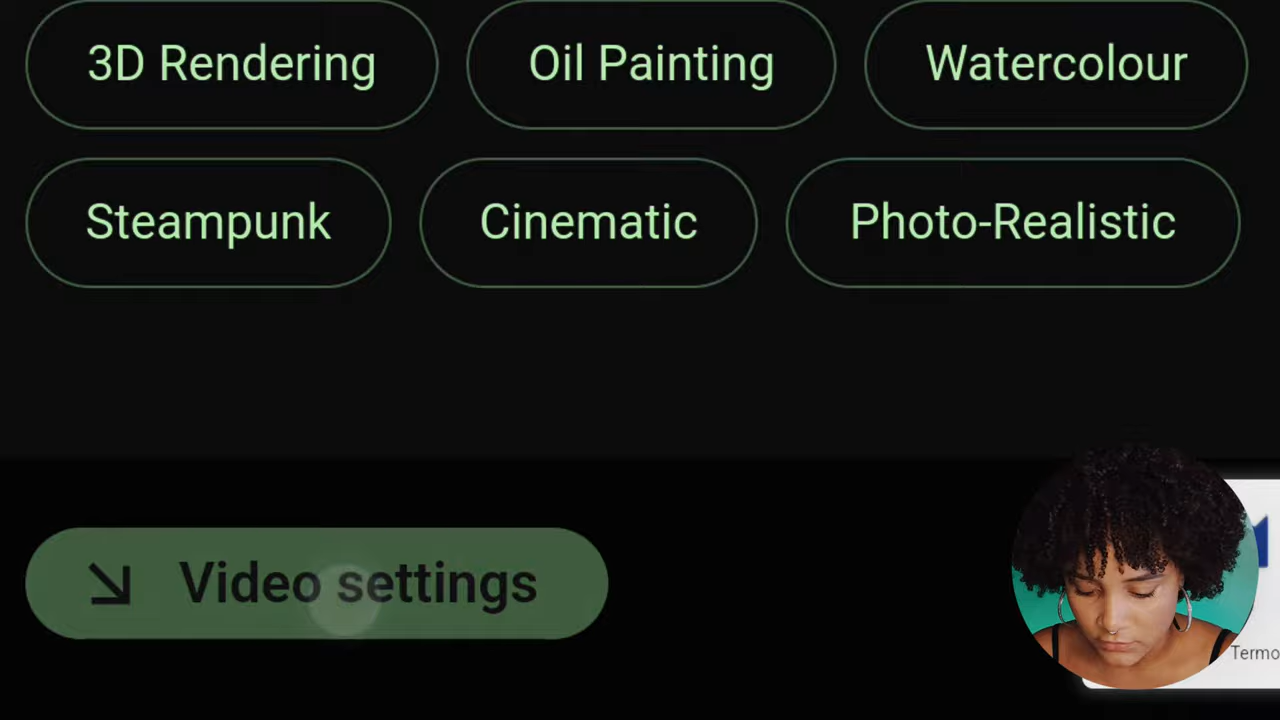 3D Rendering Oil Painting Watercolour
Steampunk Cinematic Photo-Realistic
Video settings